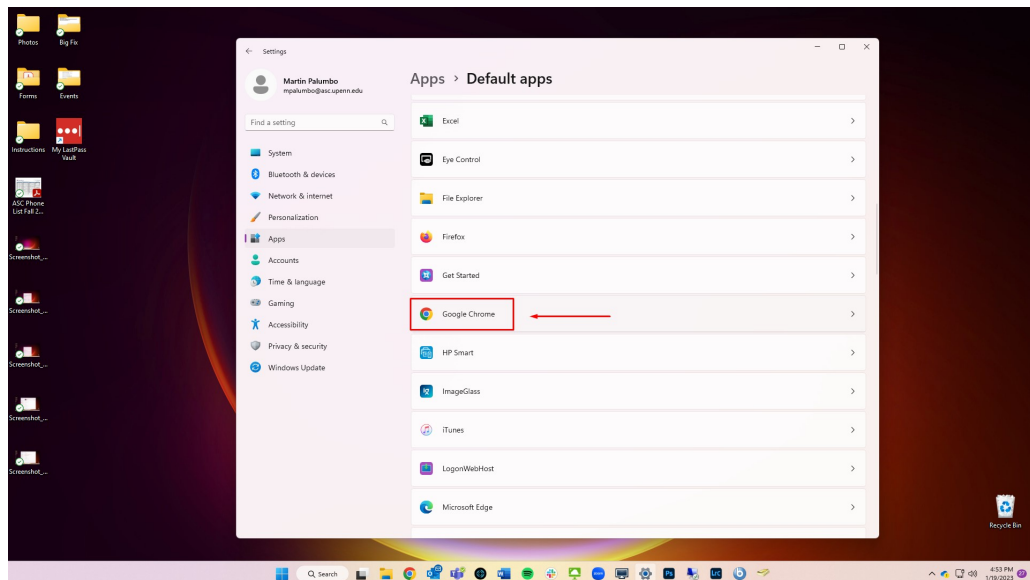 Photos
Big Fix
Forms
Events
Instructions
My LastPass
Vault
ASC Phone
List Fall 2...
Screenshot_...
Screenshot_...
Screenshot_...
Screenshot_...
Screenshot_...
Settings
Martin Palumbo
mpalumbo@asc.upenn.edu
Find a setting
System
Bluetooth & devices
Network & internet
Personalization
Apps
Accounts
Time & language
Gaming
Accessibility
Privacy & security
Windows Update
Apps > Default apps
Excel
Eye Control
File Explorer
Firefox
Get Started
Google Chrome
HP Smart
ImageGlass
iTunes
LogonWebHost
Microsoft Edge
Recycle Bin
Search
Ps
LrC
4:53 PM
1/19/2023